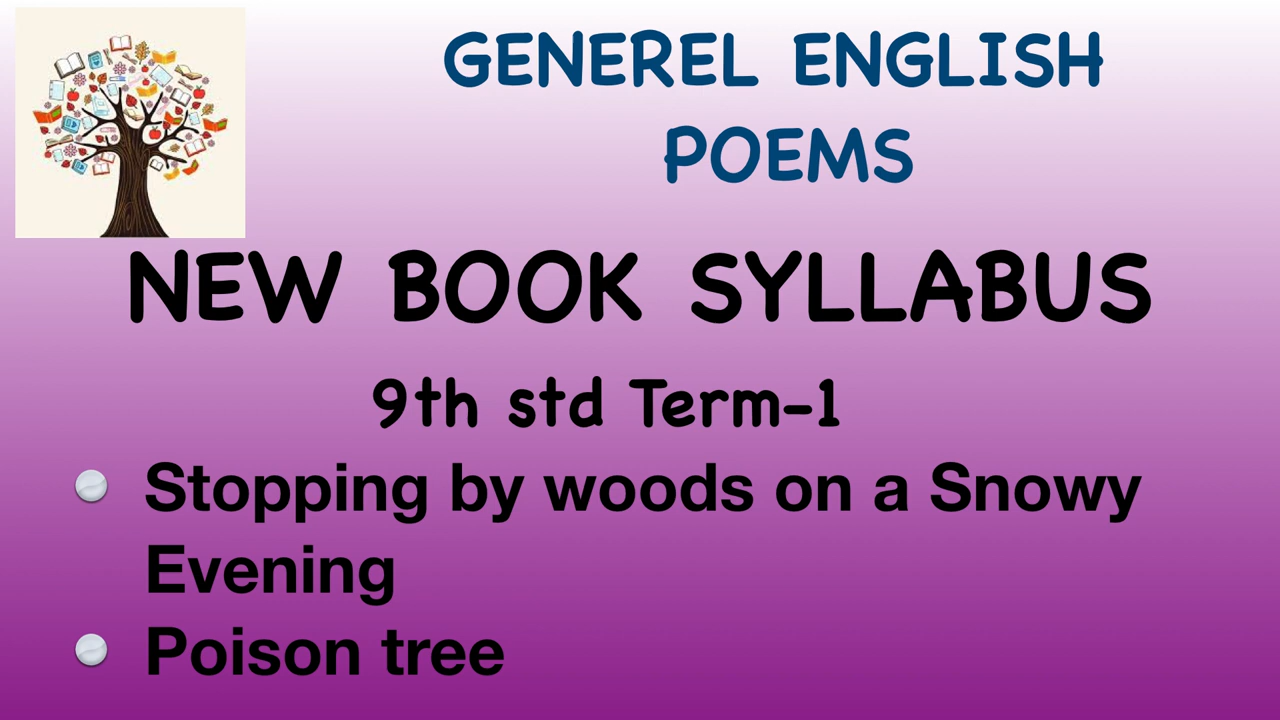 GENEREL ENGLISH
POEMS
NEW BOOK SYLLABUS
9th std Term-1
Stopping by woods on a Snowy
Evening
Poison tree